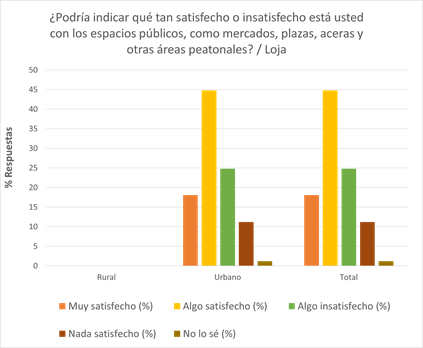 ¿Podría indicar qué tan satisfecho o insatisfecho está usted
con los espacios públicos, como mercados, plazas, aceras y
otras áreas peatonales? / Loja
50
45
40
35
30
25
20
15
10
5
0
% Respuestas
Rural Urbano Total
Muy satisfecho (%) Algo satisfecho (%) Algo insatisfecho (%)
Nada satisfecho (%) No lo sé (%)